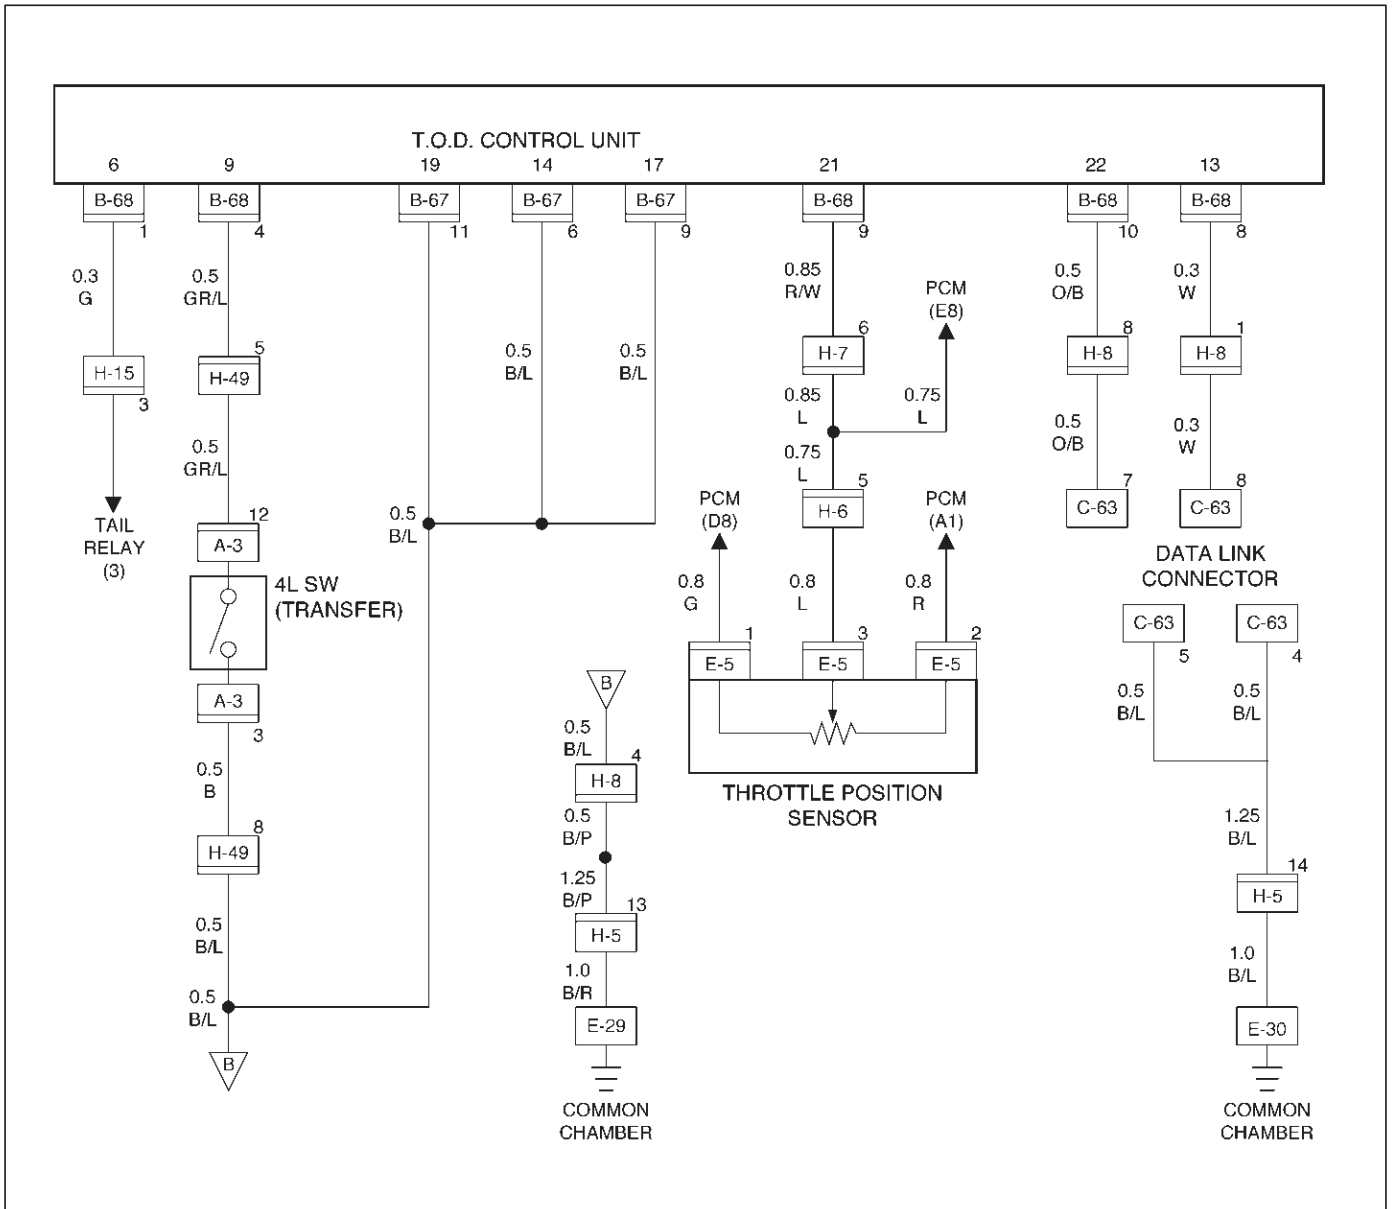 T.O.D. CONTROL UNIT
6 9 19 14 17 21 22 13
B-68 B-68 B-67 B-67 B-67 B-68 B-68 B-68
1 4 11 6 9 9 10 8
0.3
G
0.5
GR/L
0.85
R/W
PCM
(E8)
0.5
O/B
0.3
W
H-15
3
5
H-49
0.5
B/L
0.5
B/L
6
H-7
8
H-8
1
H-8
0.85
L
0.75
L
0.5
O/B
0.3
W
0.5
GR/L
0.75
L
TAIL
RELAY
(3)
12
A-3
0.5
B/L
PCM
(D8)
5
H-6
PCM
(A1)
7
C-63
8
C-63
DATA LINK
CONNECTOR
4L SW
(TRANSFER)
0.8
G
0.8
L
0.8
R
C-63
5
C-63
4
1
E-5
3
E-5
2
E-5
A-3
3
B
0.5
B/L
0.5
B/L
0.5
B/L
0.5
B
4
H-8
THROTTLE POSITION
SENSOR
0.5
B/P
1.25
B/L
8
H-49
1.25
B/P
14
H-5
13
H-5
0.5
B/L
1.0
B/R
1.0
B/L
0.5
B/L
E-29
E-30
B
COMMON
CHAMBER
COMMON
CHAMBER